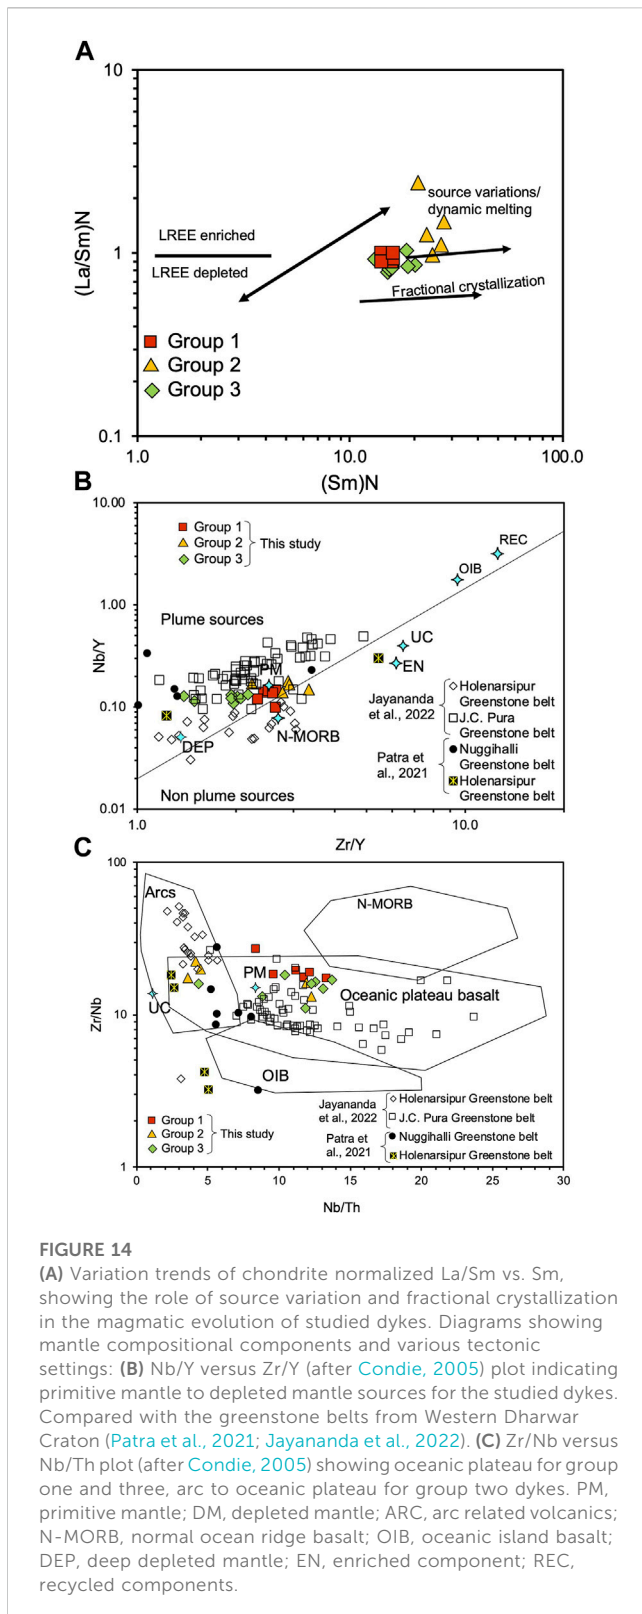 A
10
1
0.1
(La/Sm)N
LREE enriched
LREE depleted
source variations/
dynamic melting
Fractional crystallization
Group 1
Group 2
Group 3
1.0
10.0
100.0
(Sm)N
B
10.00
1.00
0.10
0.01
Nb/Y
Group 1
Group 2
Group 3
This study
REC
OIB
Plume sources
UC
EN
PM
N-MORB
DEP
Non plume sources
Jayananda
et al., 2022
Holenarsipur
Greenstone belt
J.C. Pura
Greenstone belt
Patra et
al., 2021
Nuggihalli
Greenstone belt
Holenarsipur
Greenstone belt
1.0
10.0
Zr/Y
C
100
10
1
Zr/Nb
Arcs
N-MORB
PM
UC
Oceanic plateau basalt
OIB
Group 1
Group 2
Group 3
This study
Jayananda
et al., 2022
Holenarsipur Greenstone belt
J.C. Pura Greenstone belt
Patra et
al., 2021
Nuggihalli Greenstone belt
Holenarsipur Greenstone belt
0
5
10
15
20
25
30
Nb/Th
FIGURE 14
(A) Variation trends of chondrite normalized La/Sm vs. Sm,
showing the role of source variation and fractional crystallization
in the magmatic evolution of studied dykes. Diagrams showing
mantle compositional components and various tectonic
settings: (B) Nb/Y versus Zr/Y (after Condie, 2005) plot indicating
primitive mantle to depleted mantle sources for the studied dykes.
Compared with the greenstone belts from Western Dharwar
Craton (Patra et al., 2021; Jayananda et al., 2022). (C) Zr/Nb versus
Nb/Th plot (after Condie, 2005) showing oceanic plateau for group
one and three, arc to oceanic plateau for group two dykes. PM,
primitive mantle; DM, depleted mantle; ARC, arc related volcanics;
N-MORB, normal ocean ridge basalt; OIB, oceanic island basalt;
DEP, deep depleted mantle; EN, enriched component; REC,
recycled components.